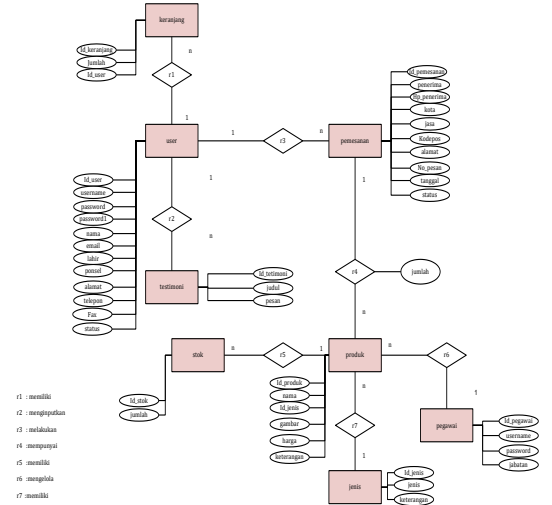 keranjang
Id_keranjang
Jumlah
Id_user
n
r1
1
user
1
r3
n
pemesanan
Id_pemesanan
penerima
Hp_penerima
kota
jasa
Kodepos
alamat
No_pesan
tanggal
status
1
1
Id_user
username
password
password1
nama
email
lahir
ponsel
alamat
telepon
Fax
status
r2
n
testimoni
Id_tetimoni
judul
pesan
r4
jumlah
n
stok
n
r5
1
produk
n
r6
1
Id_stok
jumlah
Id_produk
nama
Id_jenis
gambar
harga
keterangan
n
r7
1
pegawai
Id_pegawai
username
password
jabatan
jenis
Id_jenis
jenis
keterangan
r1 : memiliki
r2 : menginputkan
r3 : melakukan
r4 : mempunyai
r5 : memiliki
r6 : mengelola
r7 : memiliki